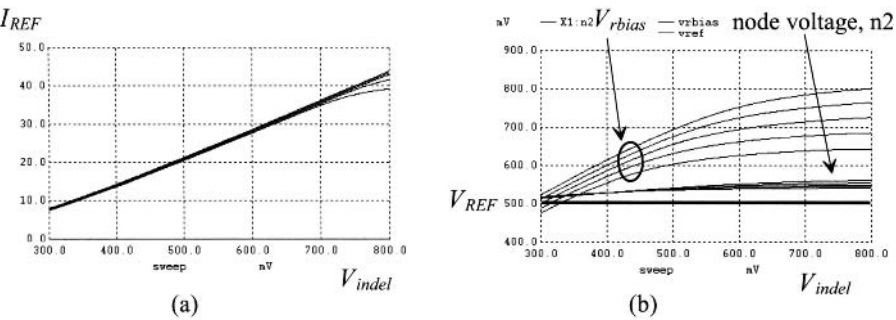 I_REF
50.0
40.0
30.0
20.0
10.0
0.0
300.0 400.0 500.0 600.0 700.0 800.0
sweep mV
V_indel
(a)
mV X1:n2 V_rbias vrbias node voltage, n2
vref
900.0
800.0
700.0
600.0
V_REF 500.0
400.0
300.0 400.0 500.0 600.0 700.0 800.0
sweep mV
V_indel
(b)